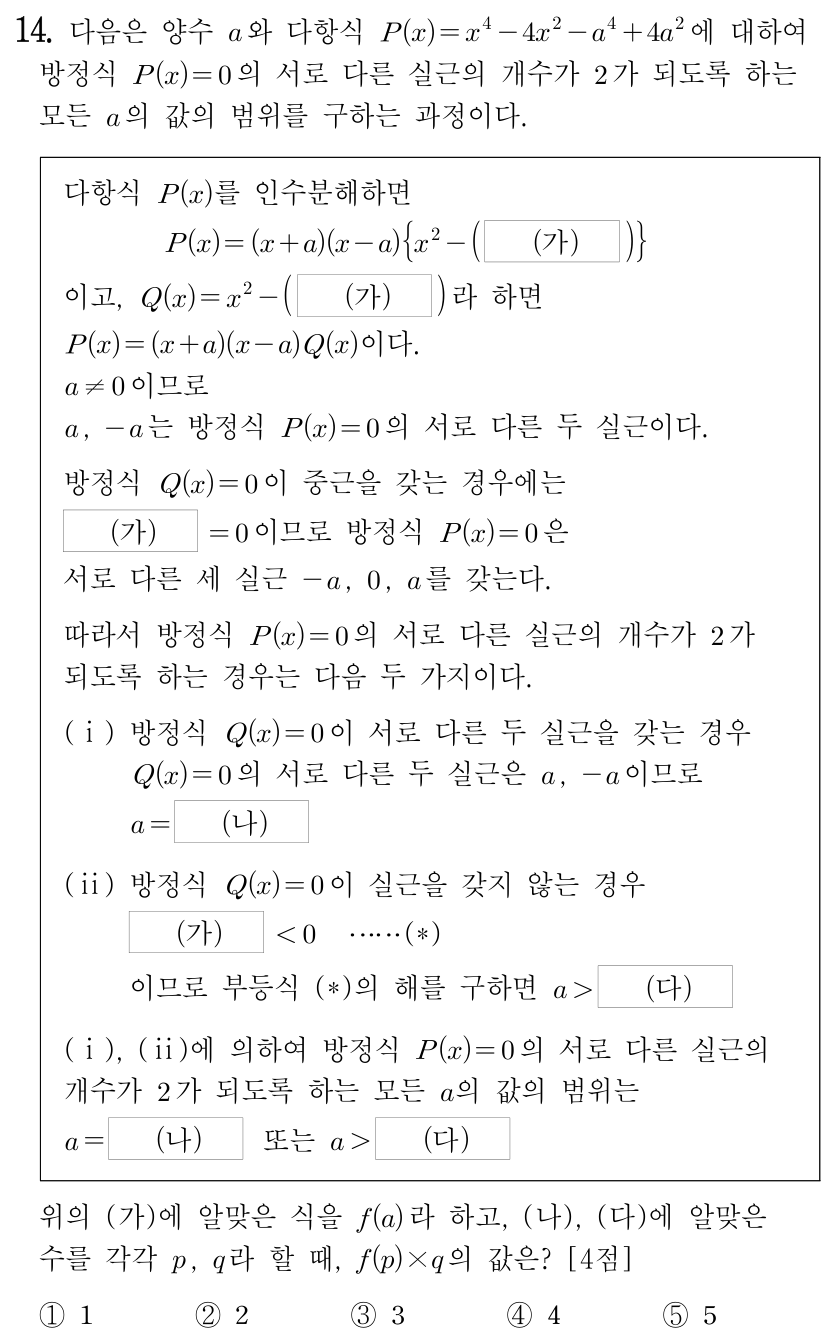 14. 다음은 양수 a와 다항식 P(x)=x⁴−4x²−a⁴+4a²에 대하여
방정식 P(x)=0의 서로 다른 실근의 개수가 2가 되도록 하는
모든 a의 값의 범위를 구하는 과정이다.
다항식 P(x)를 인수분해하면
P(x)=(x+a)(x−a){x²−( (가) )}
이고, Q(x)=x²−( (가) )라 하면
P(x)=(x+a)(x−a)Q(x)이다.
a≠0이므로
a, −a는 방정식 P(x)=0의 서로 다른 두 실근이다.
방정식 Q(x)=0이 중근을 갖는 경우에는
(가) =0이므로 방정식 P(x)=0은
서로 다른 세 실근 −a, 0, a를 갖는다.
따라서 방정식 P(x)=0의 서로 다른 실근의 개수가 2가
되도록 하는 경우는 다음 두 가지이다.
(ⅰ) 방정식 Q(x)=0이 서로 다른 두 실근을 갖는 경우
Q(x)=0의 서로 다른 두 실근은 a, −a이므로
a= (나)
(ⅱ) 방정식 Q(x)=0이 실근을 갖지 않는 경우
(가) <0 ⋯⋯(*)
이므로 부등식 (*)의 해를 구하면 a> (다)
(ⅰ), (ⅱ)에 의하여 방정식 P(x)=0의 서로 다른 실근의
개수가 2가 되도록 하는 모든 a의 값의 범위는
a= (나) 또는 a> (다)
위의 (가)에 알맞은 식을 f(a)라 하고, (나), (다)에 알맞은
수를 각각 p, q라 할 때, f(p)×q의 값은? [4점]
① 1 ② 2 ③ 3 ④ 4 ⑤ 5